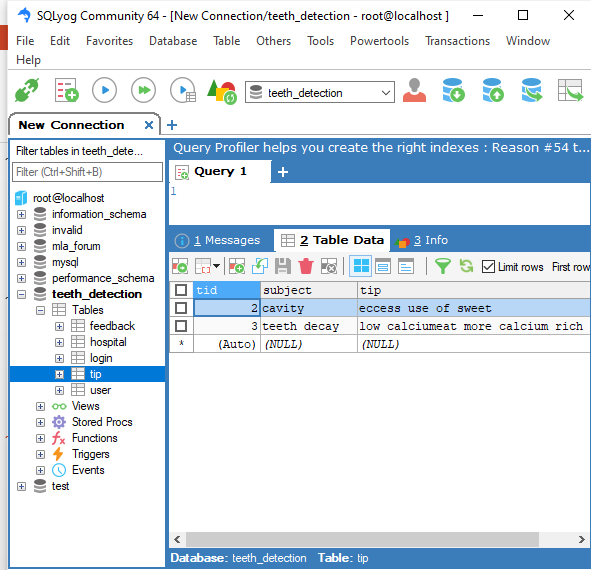 SQLyog Community 64 - [New Connection/teeth_detection - root@localhost ]
File Edit Favorites Database Table Others Tools Powertools Transactions Window
Help
teeth_detection
New Connection
Filter tables in teeth_dete...
Filter (Ctrl+Shift+B)
root@localhost
information_schema
invalid
mla_forum
mysql
performance_schema
teeth_detection
Tables
feedback
hospital
login
tip
user
Views
Stored Procs
Functions
Triggers
Events
test
Query Profiler helps you create the right indexes : Reason #54 t...
Query 1
1
1 Messages 2 Table Data 3 Info
Limit rows First row
tid subject tip
2 cavity eccess use of sweet
3 teeth decay low calciumeat more calcium rich
* (Auto) (NULL) (NULL)
Database: teeth_detection Table: tip